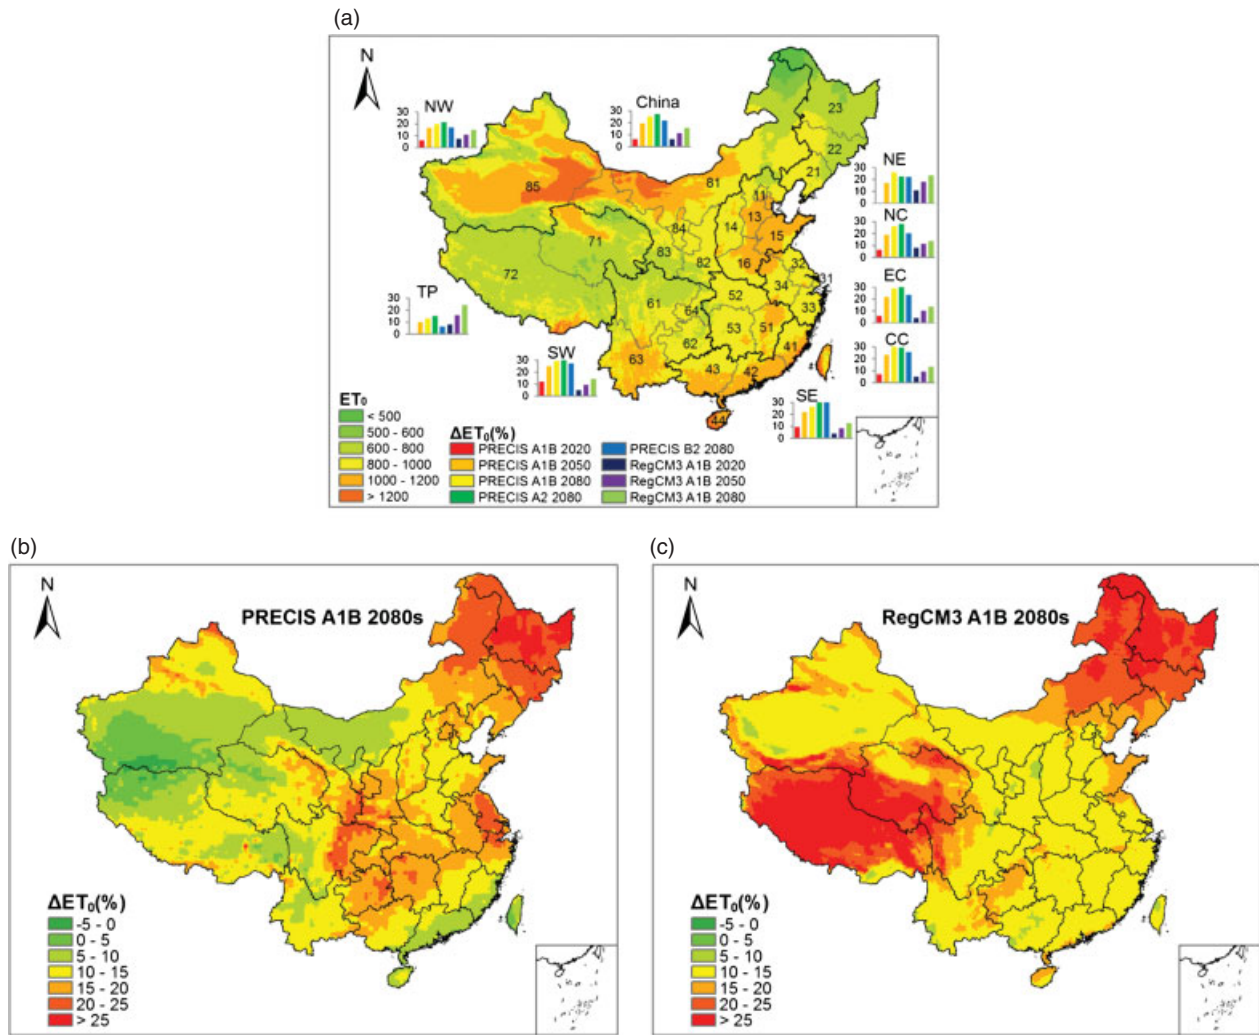 (a)
N
NW
30
20
10
0
China
30
20
10
0
23
22
21
NE
30
20
10
0
85
81
11
13
14
15
NC
30
20
10
0
71
84
83
82
16
72
32
31
34
33
EC
30
20
10
0
TP
30
20
10
0
61
64
52
53
51
62
63
41
43
42
44
CC
30
20
10
0
SW
30
20
10
0
SE
30
20
10
0
ET₀
< 500
500 - 600
600 - 800
800 - 1000
1000 - 1200
> 1200
ΔET₀(%)
PRECIS A1B 2020
PRECIS A1B 2050
PRECIS A1B 2080
PRECIS A2 2080
PRECIS B2 2080
RegCM3 A1B 2020
RegCM3 A1B 2050
RegCM3 A1B 2080
(b)
N
PRECIS A1B 2080s
ΔET₀(%)
-5 - 0
0 - 5
5 - 10
10 - 15
15 - 20
20 - 25
> 25
(c)
N
RegCM3 A1B 2080s
ΔET₀(%)
-5 - 0
0 - 5
5 - 10
10 - 15
15 - 20
20 - 25
> 25